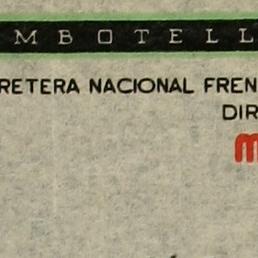 MBOTELL
RETERA NACIONAL FREN
DIR
m